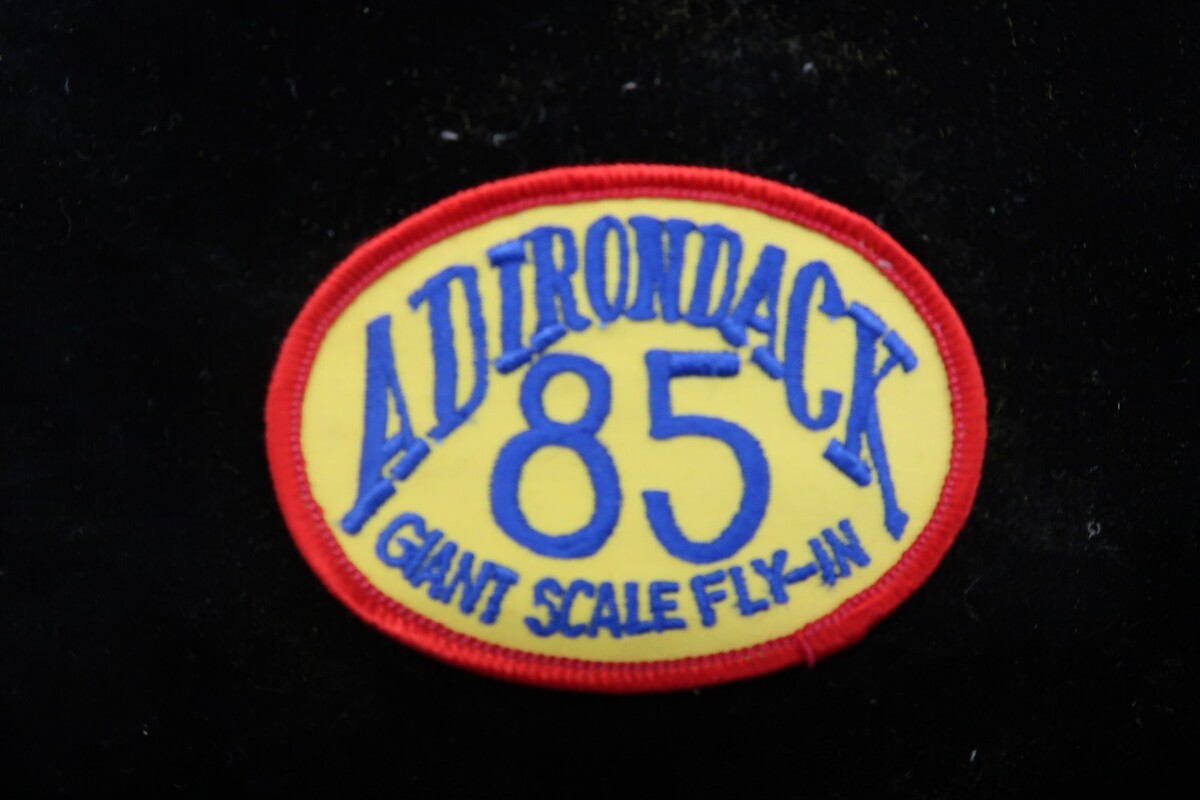 ADIRONDACK
85
GIANT SCALE FLY-IN